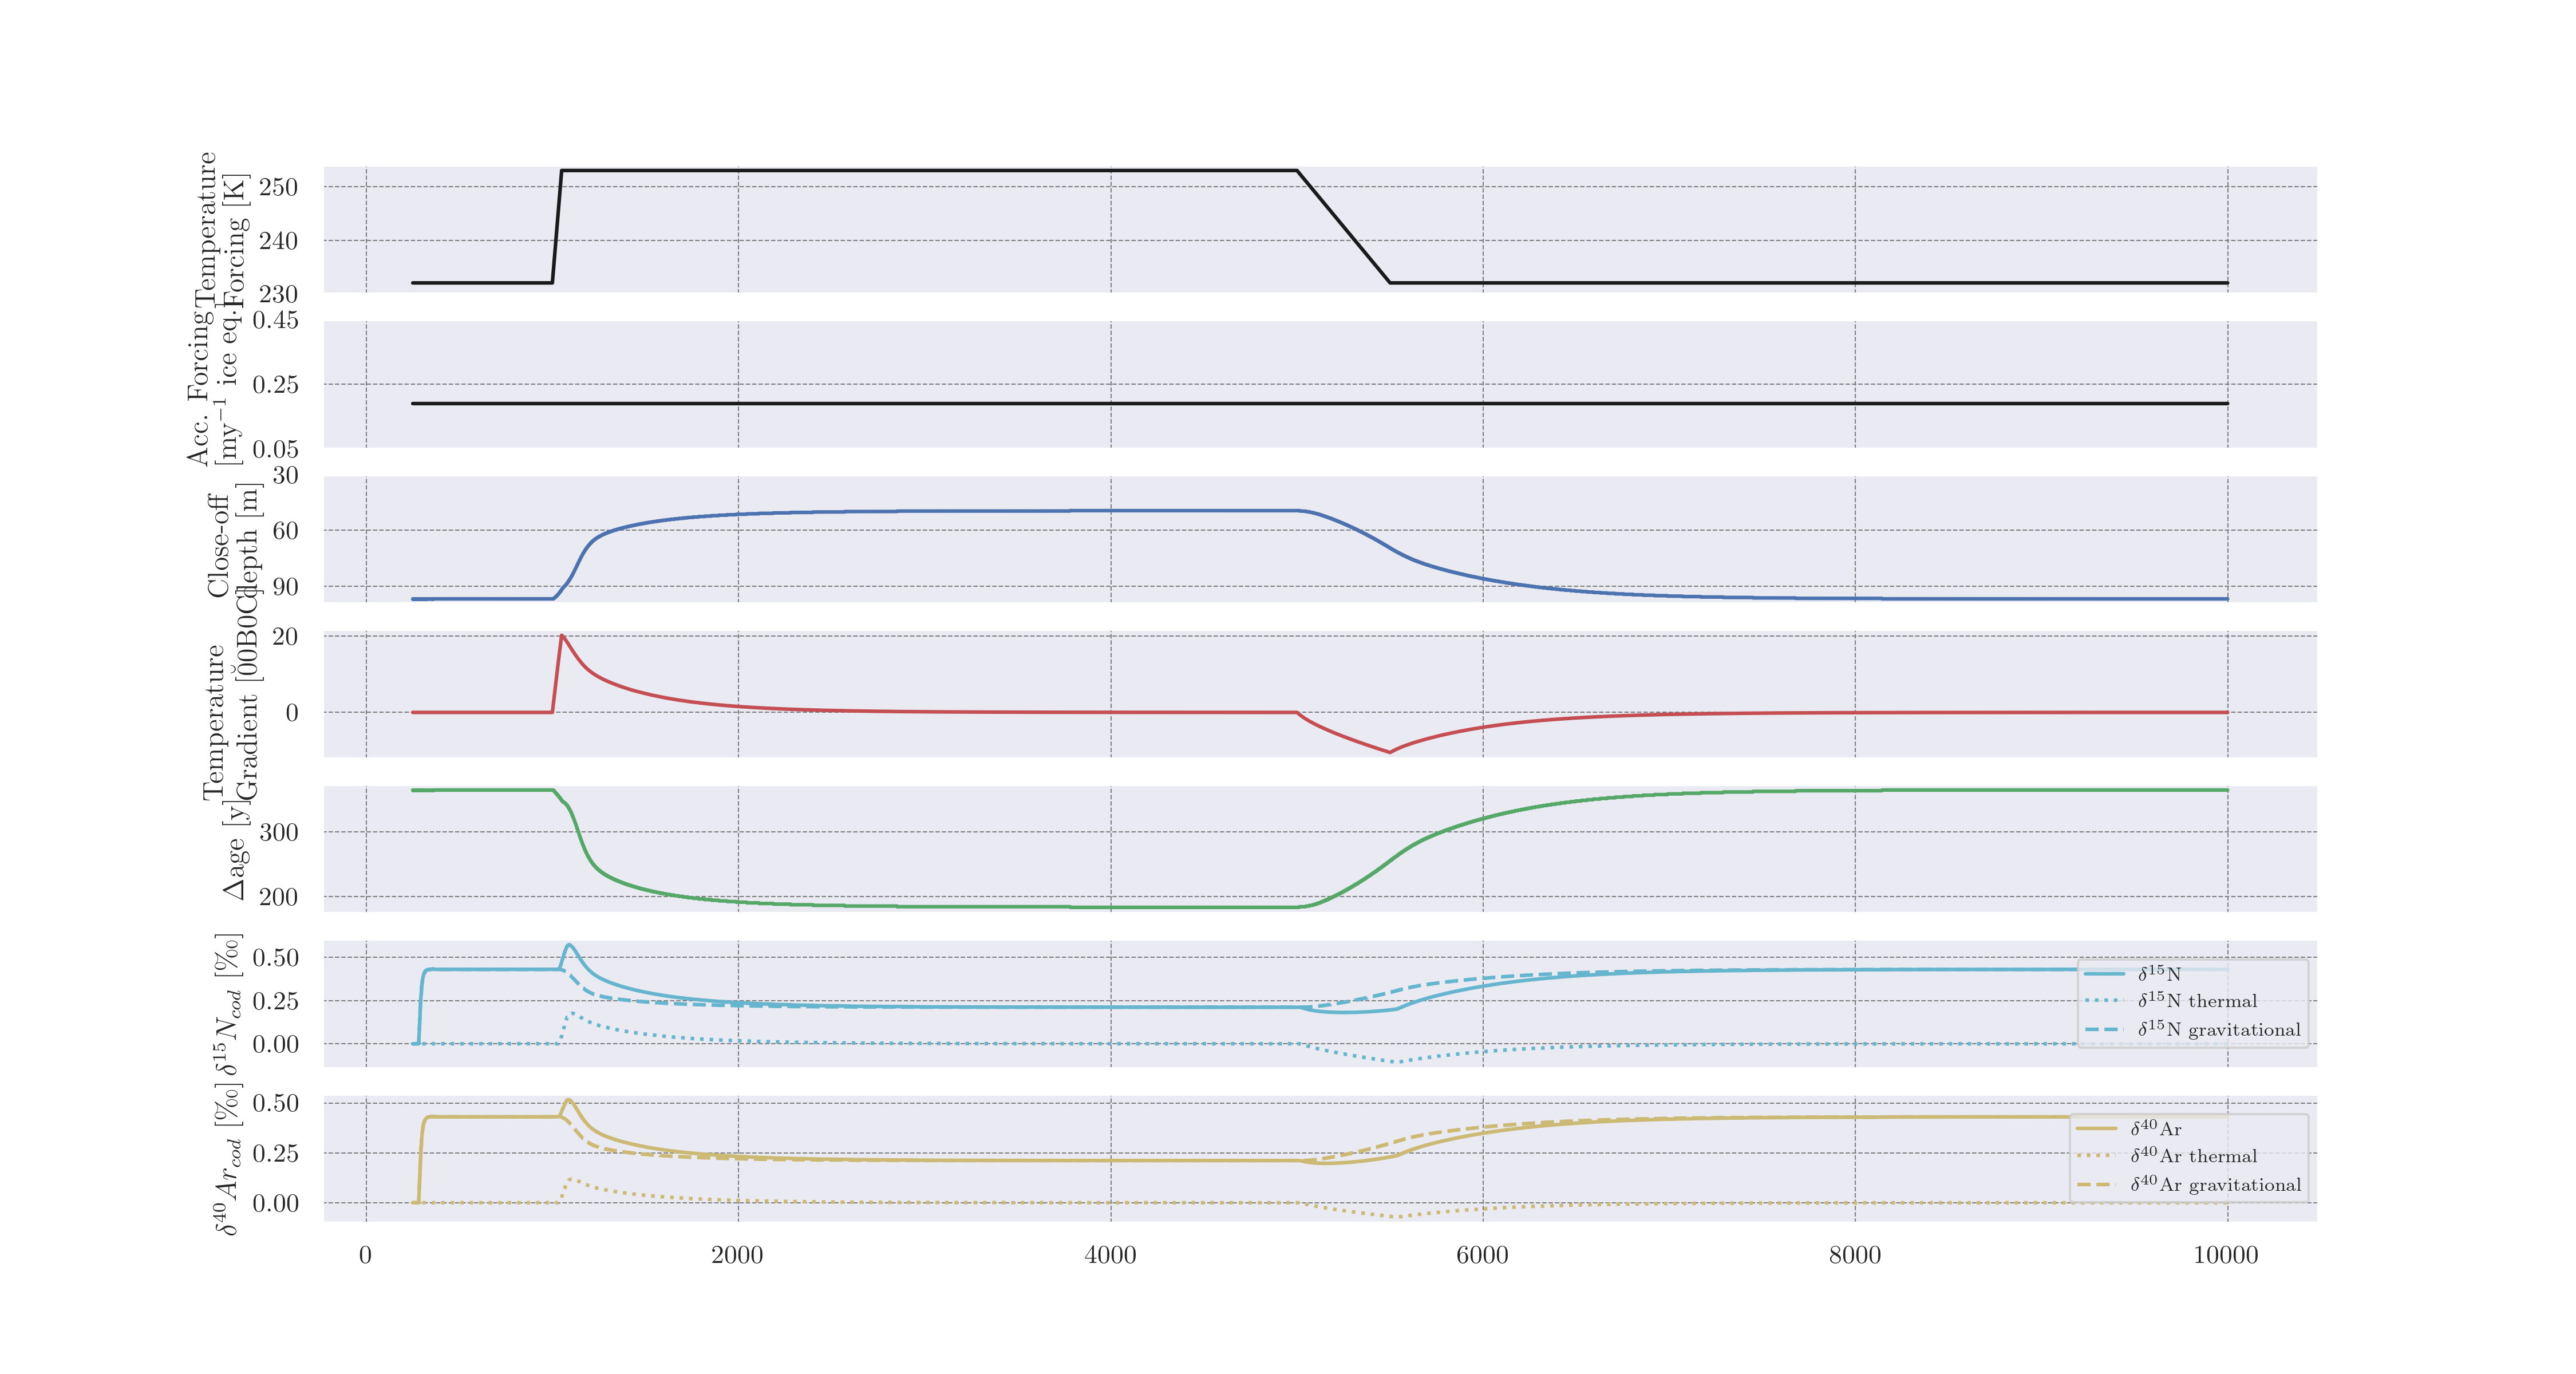 Temperature
Forcing [K]
250
240
230
Acc. Forcing
[my⁻¹ ice eq.]
0.45
0.25
0.05
Close-off
depth [m]
30
60
90
Temperature
Gradient [˘00B0C]
20
0
Δage [y]
300
200
δ¹⁵N_cod [‰]
0.50
0.25
0.00
δ¹⁵N
δ¹⁵N thermal
δ¹⁵N gravitational
δ⁴⁰Ar_cod [‰]
0.50
0.25
0.00
δ⁴⁰Ar
δ⁴⁰Ar thermal
δ⁴⁰Ar gravitational
0 2000 4000 6000 8000 10000